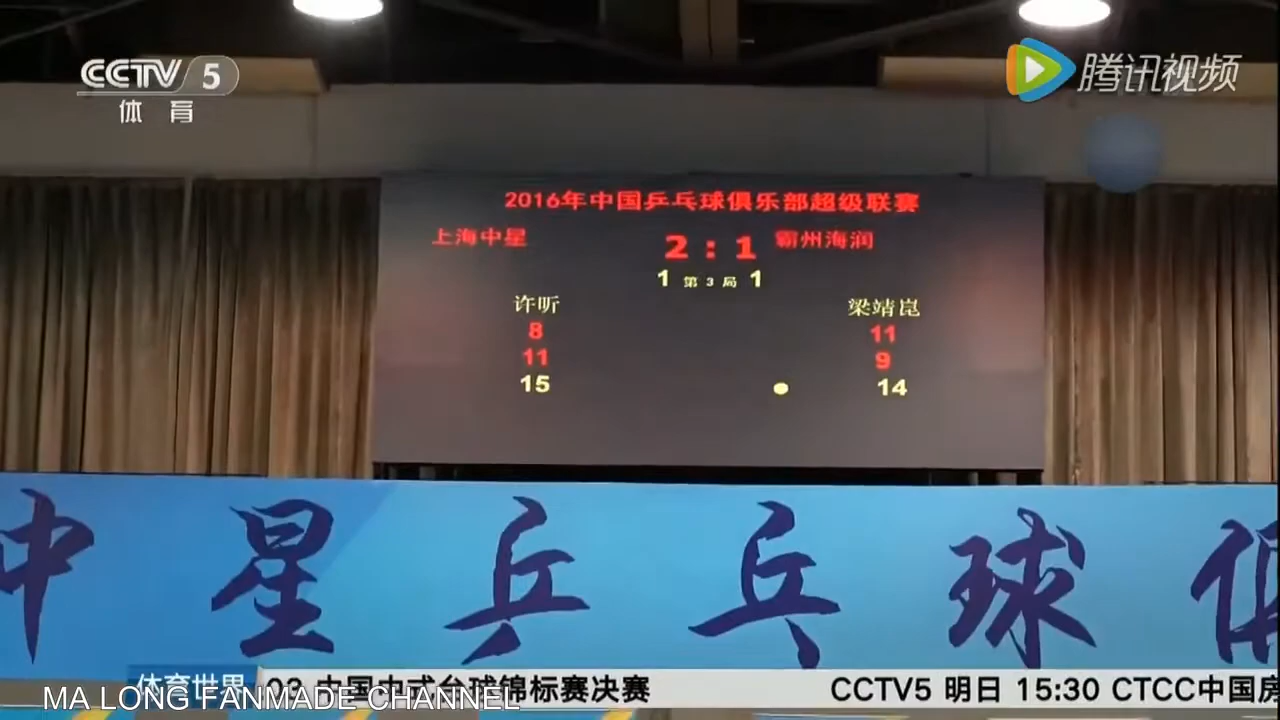 CCTV 5
体育
腾讯视频
2016年中国乒乓球俱乐部超级联赛
上海中星 2 : 1 霸州海润
1 第 3 局 1
许昕 梁靖崑
8 11
11 9
15 14
中星乒乓球俱
体育世界 中国中式台球锦标赛决赛 CCTV5 明日 15:30 CTCC中国房
MA LONG FANMADE CHANNEL